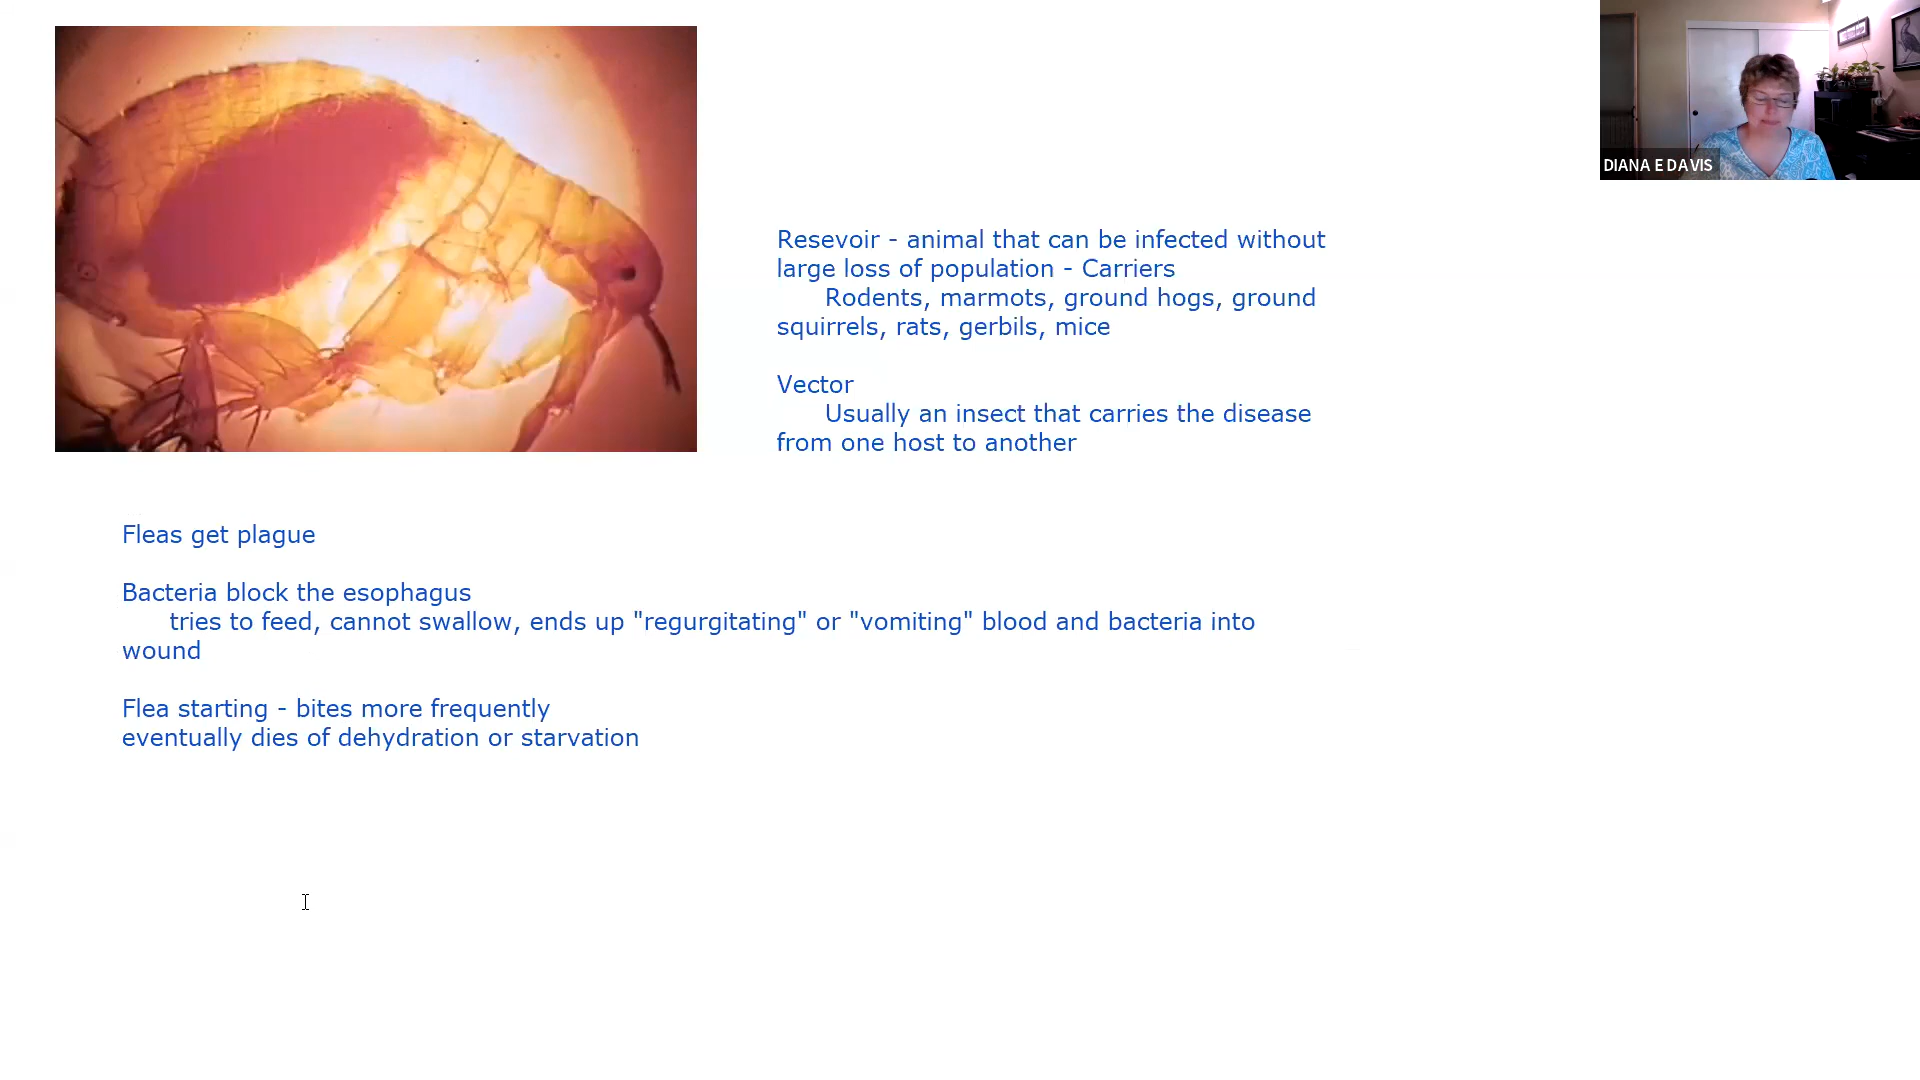 DIANA E DAVIS
Resevoir - animal that can be infected without
large loss of population - Carriers
Rodents, marmots, ground hogs, ground
squirrels, rats, gerbils, mice
Vector
Usually an insect that carries the disease
from one host to another
Fleas get plague
Bacteria block the esophagus
tries to feed, cannot swallow, ends up "regurgitating" or "vomiting" blood and bacteria into
wound
Flea starting - bites more frequently
eventually dies of dehydration or starvation